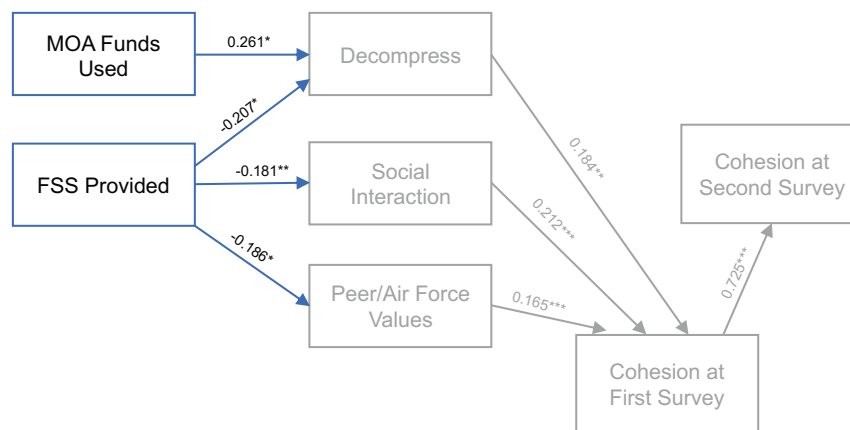 MOA Funds
Used
0.261*
Decompress
-0.207*
FSS Provided
-0.181**
Social
Interaction
-0.186*
Peer/Air Force
Values
0.184**
0.212***
0.165***
Cohesion at
Second Survey
0.725***
Cohesion at
First Survey